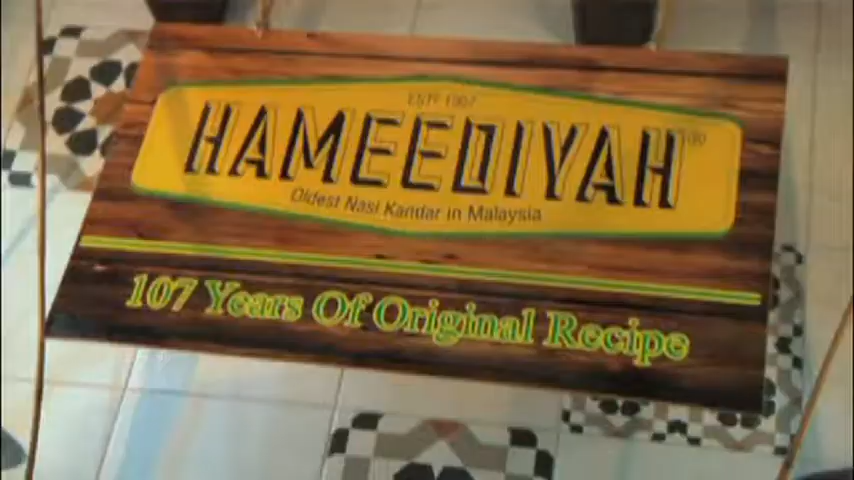 ESTD 1907
HAMEEDIYAH
Oldest Nasi Kandar in Malaysia
107 Years Of Original Recipe